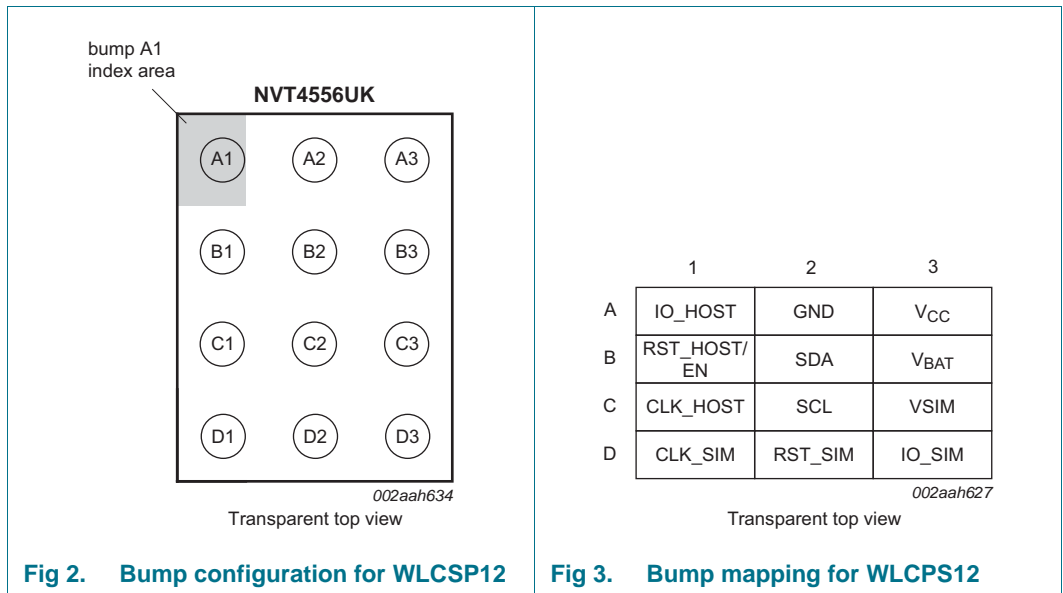 bump A1
index area
NVT4556UK
A1 A2 A3
B1 B2 B3
C1 C2 C3
D1 D2 D3
002aah634
Transparent top view
Fig 2. Bump configuration for WLCSP12
1 2 3
A IO_HOST GND VCC
B RST_HOST/EN SDA VBAT
C CLK_HOST SCL VSIM
D CLK_SIM RST_SIM IO_SIM
002aah627
Transparent top view
Fig 3. Bump mapping for WLCPS12